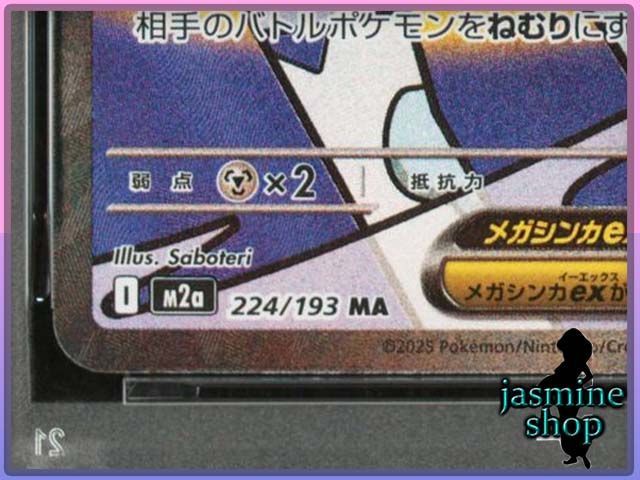 相手のバトルポケモンをねむりにす
弱点 ×2 抵抗力
メガシンカe
Illus. Saboteri
イーエックス
メガシンカexが
I M2a 224/193 MA
©2025 Pokémon/Nintendo/Cre
jasmine
shop
21